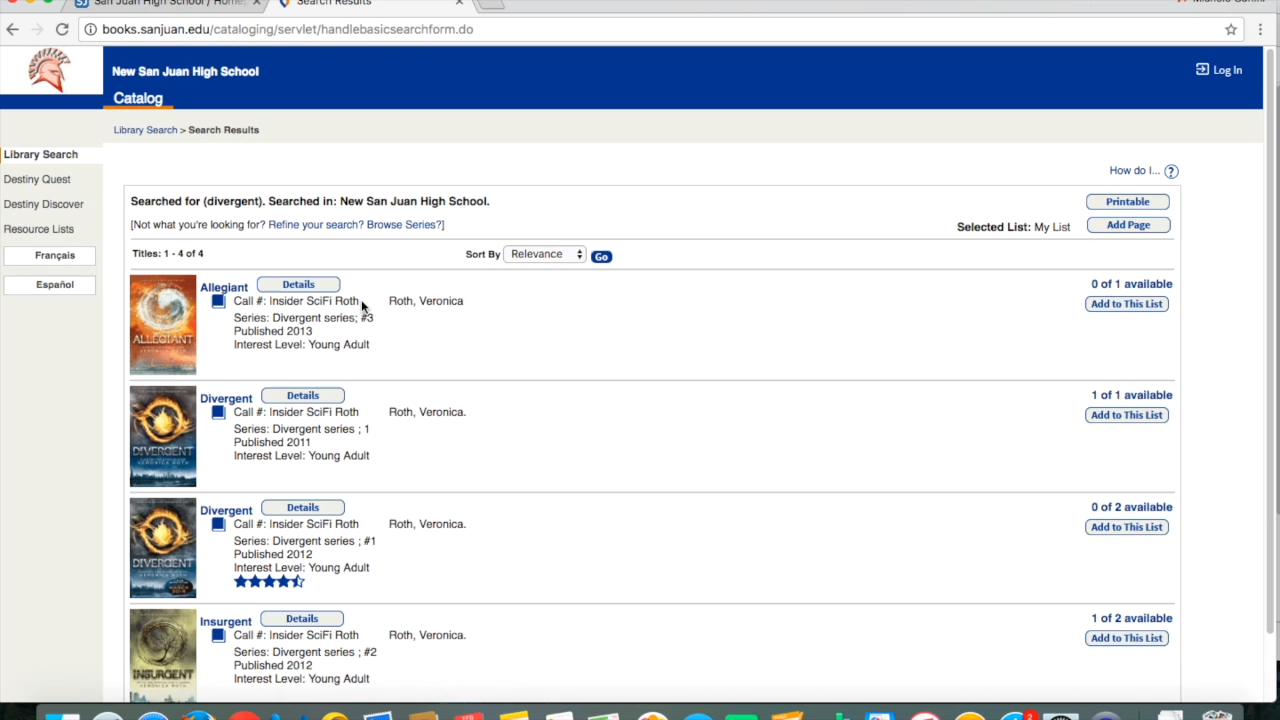 San Juan High School / Home
Search Results
books.sanjuan.edu/cataloging/servlet/handlebasicsearchform.do
New San Juan High School
Log In
Catalog
Library Search > Search Results
Library Search
How do I... ?
Destiny Quest
Destiny Discover
Resource Lists
Français
Español
Searched for (divergent). Searched in: New San Juan High School.
Printable
[Not what you're looking for? Refine your search? Browse Series?]
Selected List: My List
Add Page
Titles: 1 - 4 of 4
Sort By Relevance Go
ALLEGIANT
Allegiant Details
0 of 1 available
Call #: Insider SciFi Roth Roth, Veronica
Add to This List
Series: Divergent series; #3
Published 2013
Interest Level: Young Adult
DIVERGENT
VERONICA ROTH
Divergent Details
1 of 1 available
Call #: Insider SciFi Roth Roth, Veronica.
Add to This List
Series: Divergent series ; 1
Published 2011
Interest Level: Young Adult
DIVERGENT
VERONICA ROTH
Divergent Details
0 of 2 available
Call #: Insider SciFi Roth Roth, Veronica.
Add to This List
Series: Divergent series ; #1
Published 2012
Interest Level: Young Adult
INSURGENT
Insurgent Details
1 of 2 available
Call #: Insider SciFi Roth Roth, Veronica.
Add to This List
Series: Divergent series ; #2
Published 2012
Interest Level: Young Adult
2